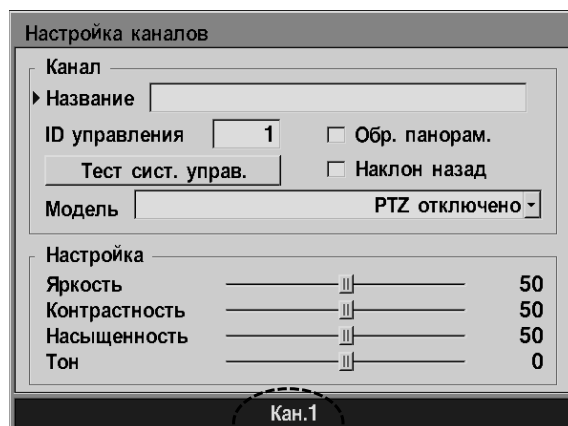 Настройка каналов
Канал
Название
ID управления 1 Обр. панорам.
Тест сист. управ. Наклон назад
Модель PTZ отключено
Настройка
Яркость 50
Контрастность 50
Насыщенность 50
Тон 0
Кан.1